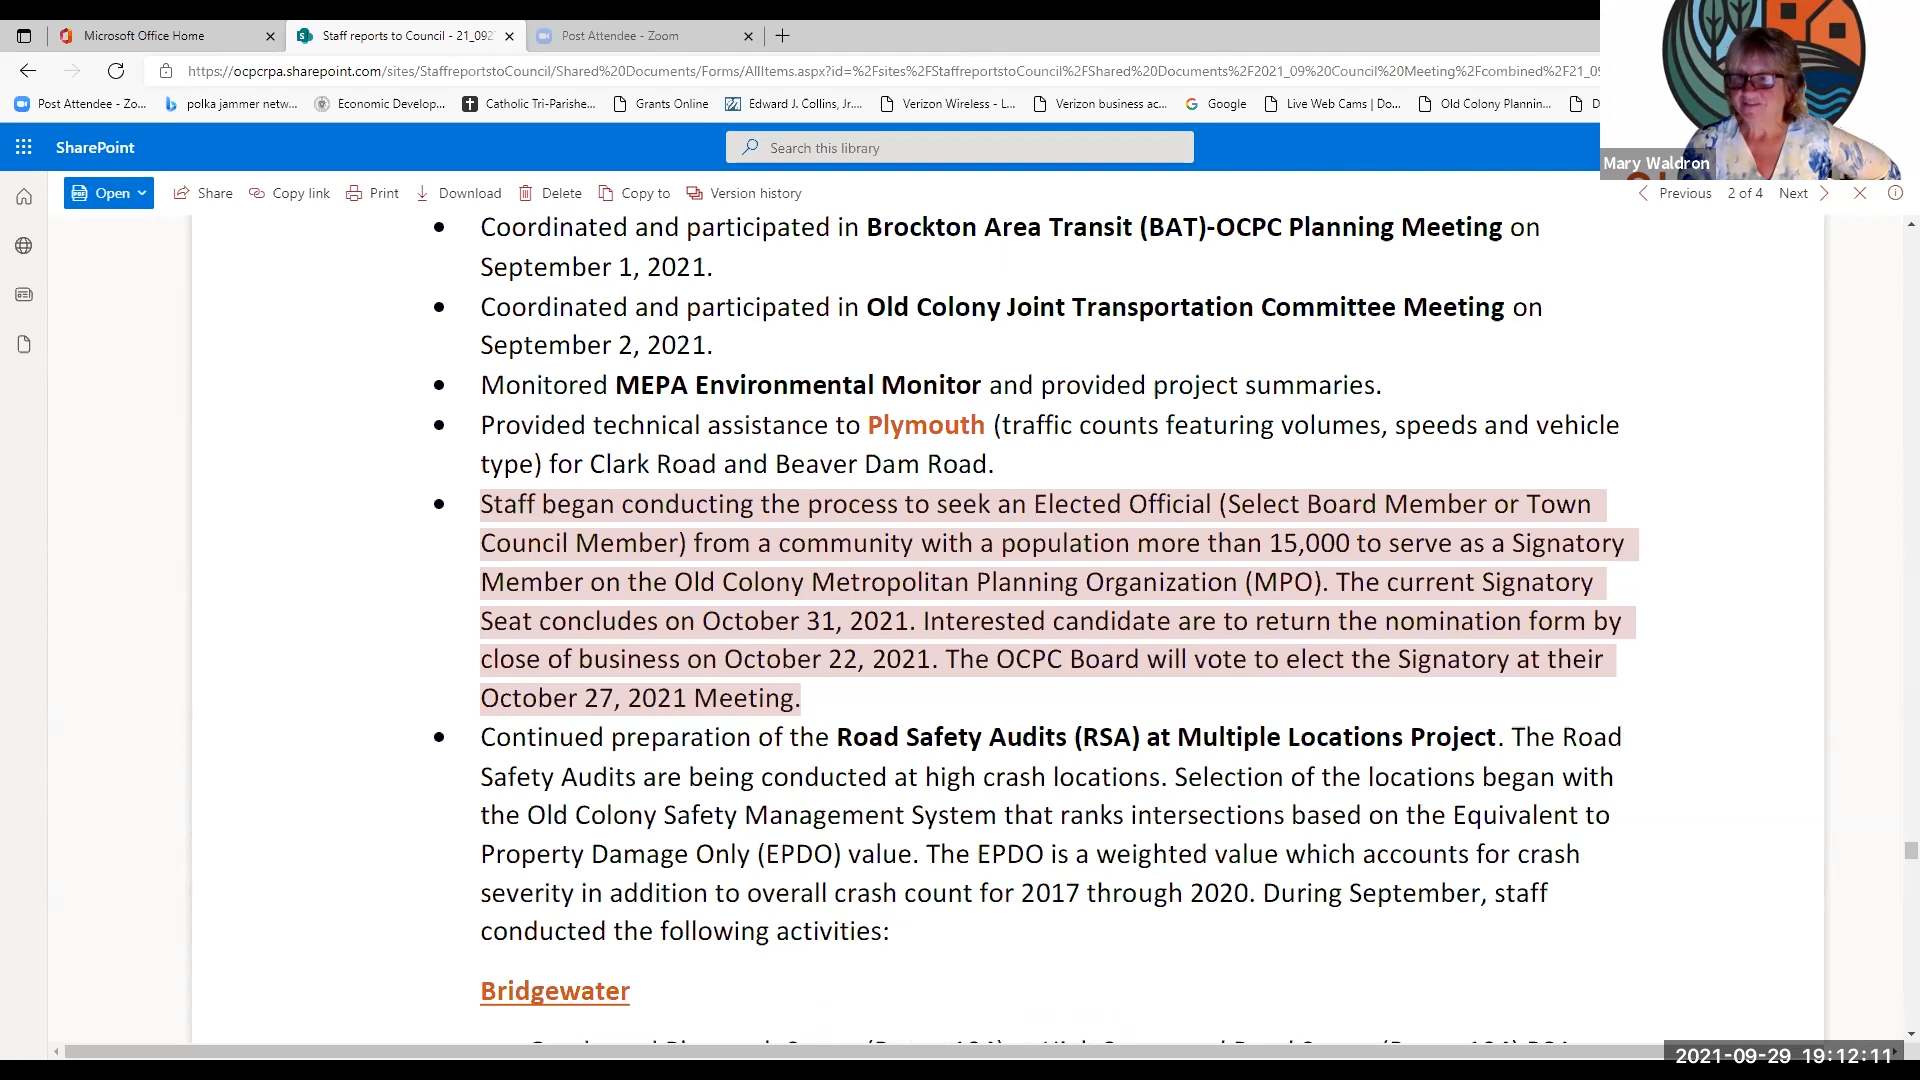 Microsoft Office Home
Staff reports to Council - 21_092
Post Attendee - Zoom
https://ocpcrpa.sharepoint.com/sites/StaffreportstoCouncil/Shared%20Documents/Forms/AllItems.aspx?id=%2Fsites%2FStaffreportstoCouncil%2FShared%20Documents%2F2021_09%20Council%20Meeting%2Fcombined%2F21_09
Post Attendee - Zo...
polka jammer netw...
Economic Develop...
Catholic Tri-Parishe...
Grants Online
Edward J. Collins, Jr....
Verizon Wireless - L...
Verizon business ac...
Google
Live Web Cams | Do...
Old Colony Plannin...
D
SharePoint
Search this library
Mary Waldron
Open
Share
Copy link
Print
Download
Delete
Copy to
Version history
Previous
2 of 4
Next
• Coordinated and participated in Brockton Area Transit (BAT)-OCPC Planning Meeting on
September 1, 2021.
• Coordinated and participated in Old Colony Joint Transportation Committee Meeting on
September 2, 2021.
• Monitored MEPA Environmental Monitor and provided project summaries.
• Provided technical assistance to Plymouth (traffic counts featuring volumes, speeds and vehicle
type) for Clark Road and Beaver Dam Road.
• Staff began conducting the process to seek an Elected Official (Select Board Member or Town
Council Member) from a community with a population more than 15,000 to serve as a Signatory
Member on the Old Colony Metropolitan Planning Organization (MPO). The current Signatory
Seat concludes on October 31, 2021. Interested candidate are to return the nomination form by
close of business on October 22, 2021. The OCPC Board will vote to elect the Signatory at their
October 27, 2021 Meeting.
• Continued preparation of the Road Safety Audits (RSA) at Multiple Locations Project. The Road
Safety Audits are being conducted at high crash locations. Selection of the locations began with
the Old Colony Safety Management System that ranks intersections based on the Equivalent to
Property Damage Only (EPDO) value. The EPDO is a weighted value which accounts for crash
severity in addition to overall crash count for 2017 through 2020. During September, staff
conducted the following activities:
Bridgewater
2021-09-29 19:12:11